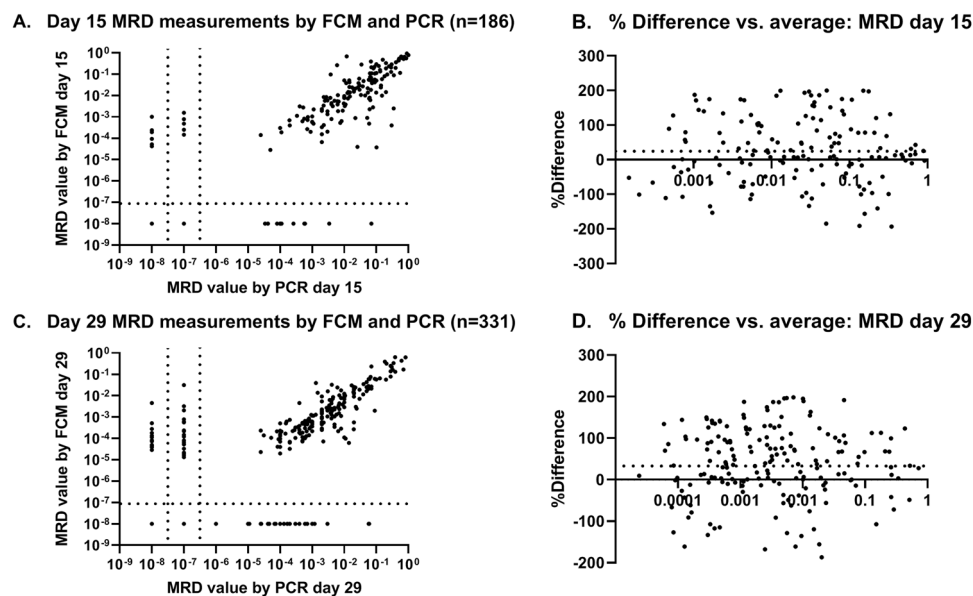 A. Day 15 MRD measurements by FCM and PCR (n=186)
MRD value by FCM day 15
10⁰
10⁻¹
10⁻²
10⁻³
10⁻⁴
10⁻⁵
10⁻⁶
10⁻⁷
10⁻⁸
10⁻⁹
10⁻⁹ 10⁻⁸ 10⁻⁷ 10⁻⁶ 10⁻⁵ 10⁻⁴ 10⁻³ 10⁻² 10⁻¹ 10⁰
MRD value by PCR day 15
B. % Difference vs. average: MRD day 15
%Difference
300
200
100
0
-100
-200
-300
0.001 0.01 0.1 1
C. Day 29 MRD measurements by FCM and PCR (n=331)
MRD value by FCM day 29
10⁰
10⁻¹
10⁻²
10⁻³
10⁻⁴
10⁻⁵
10⁻⁶
10⁻⁷
10⁻⁸
10⁻⁹
10⁻⁹ 10⁻⁸ 10⁻⁷ 10⁻⁶ 10⁻⁵ 10⁻⁴ 10⁻³ 10⁻² 10⁻¹ 10⁰
MRD value by PCR day 29
D. % Difference vs. average: MRD day 29
%Difference
300
200
100
0
-100
-200
0.0001 0.001 0.01 0.1 1